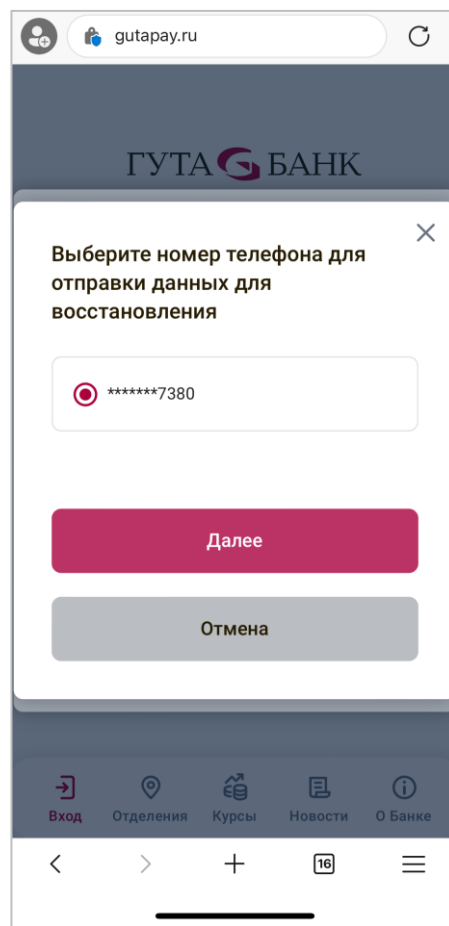 gutapay.ru
ГУТА БАНК
Выберите номер телефона для
отправки данных для
восстановления
*******7380
Далее
Отмена
Вход Отделения Курсы Новости О Банке
16